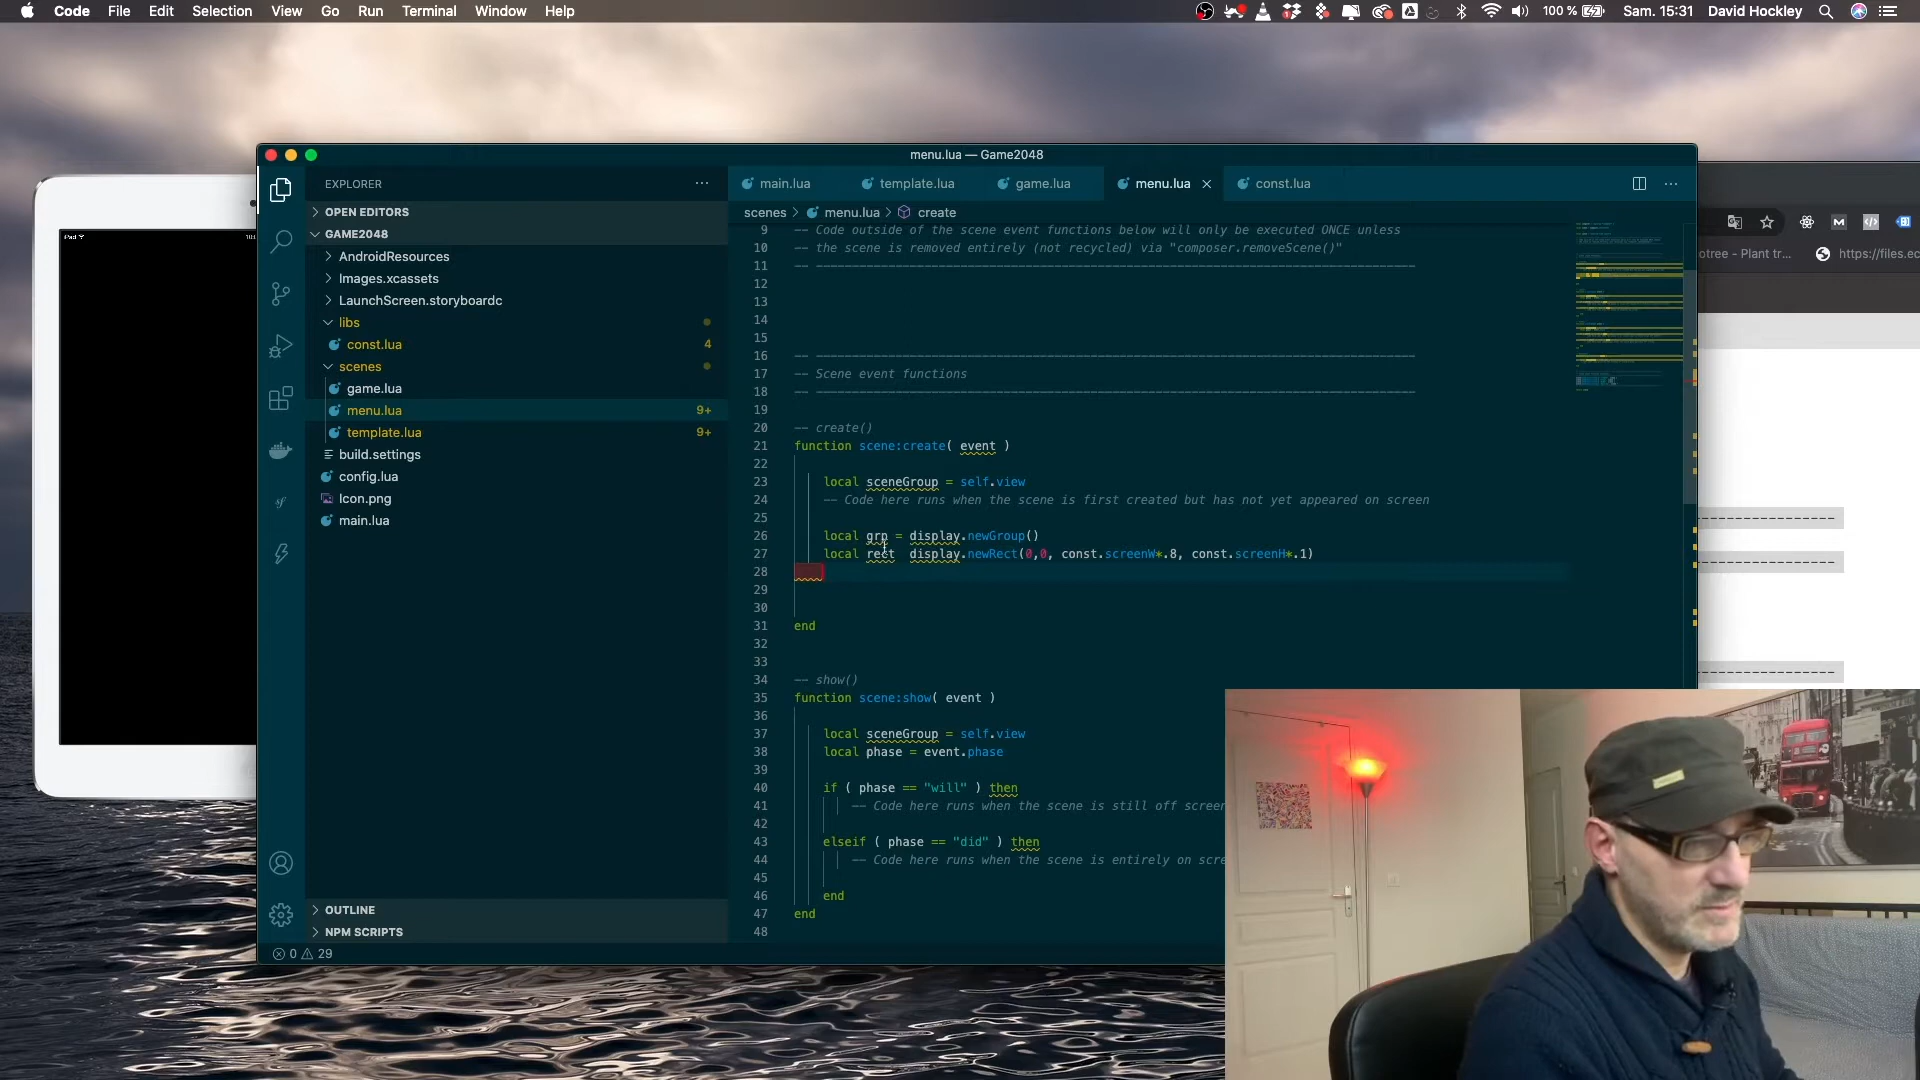 Code File Edit Selection View Go Run Terminal Window Help
100 % Sam. 15:31 David Hockley
menu.lua — Game2048
EXPLORER
OPEN EDITORS
GAME2048
AndroidResources
Images.xcassets
LaunchScreen.storyboardc
libs
const.lua 4
scenes
game.lua
menu.lua 9+
template.lua 9+
build.settings
config.lua
Icon.png
main.lua
OUTLINE
NPM SCRIPTS
0 29
main.lua template.lua game.lua menu.lua const.lua
scenes > menu.lua > create
9 -- Code outside of the scene event functions below will only be executed ONCE unless
10 -- the scene is removed entirely (not recycled) via "composer.removeScene()"
11 -- -----------------------------------------------------------------------------------
12
13
14
15
16 -- -----------------------------------------------------------------------------------
17 -- Scene event functions
18 -- -----------------------------------------------------------------------------------
19
20 -- create()
21 function scene:create( event )
22
23 local sceneGroup = self.view
24 -- Code here runs when the scene is first created but has not yet appeared on screen
25
26 local grp = display.newGroup()
27 local rect  display.newRect(0,0, const.screenW*.8, const.screenH*.1)
28
29
30
31 end
32
33
34 -- show()
35 function scene:show( event )
36
37 local sceneGroup = self.view
38 local phase = event.phase
39
40 if ( phase == "will" ) then
41 -- Code here runs when the scene is still off screen
42
43 elseif ( phase == "did" ) then
44 -- Code here runs when the scene is entirely on scre
45
46 end
47 end
48
iPad
otree - Plant tr... https://files.ec